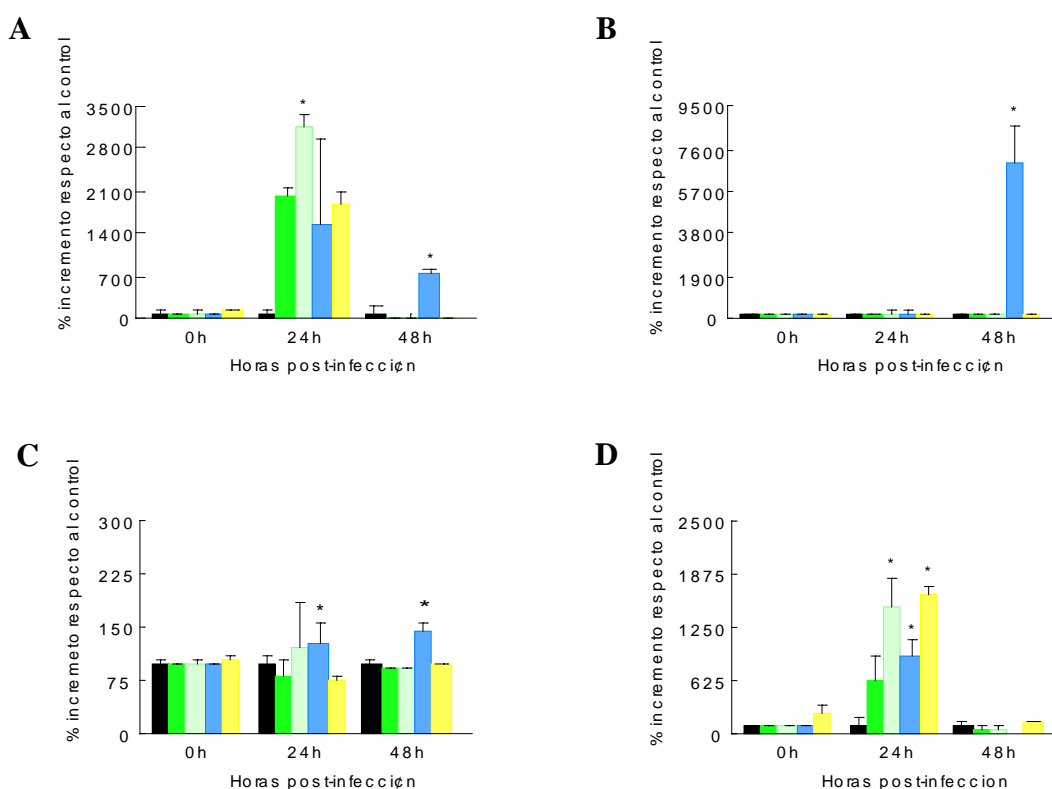 A
% incremento respecto al control
3500
2800
2100
1400
700
0
*
*
0h
24h
48h
Horas post-infecci¢n
B
% incremento respecto al control
9500
7600
5700
3800
1900
0
*
0h
24h
48h
Horas post-infecci¢n
C
% incremeto respecto al control
300
225
150
75
0
*
*
0h
24h
48h
Horas post-infecci¢n
D
% incremento respecto al control
2500
1875
1250
625
0
*
*
*
0h
24h
48h
Horas post-infeccion